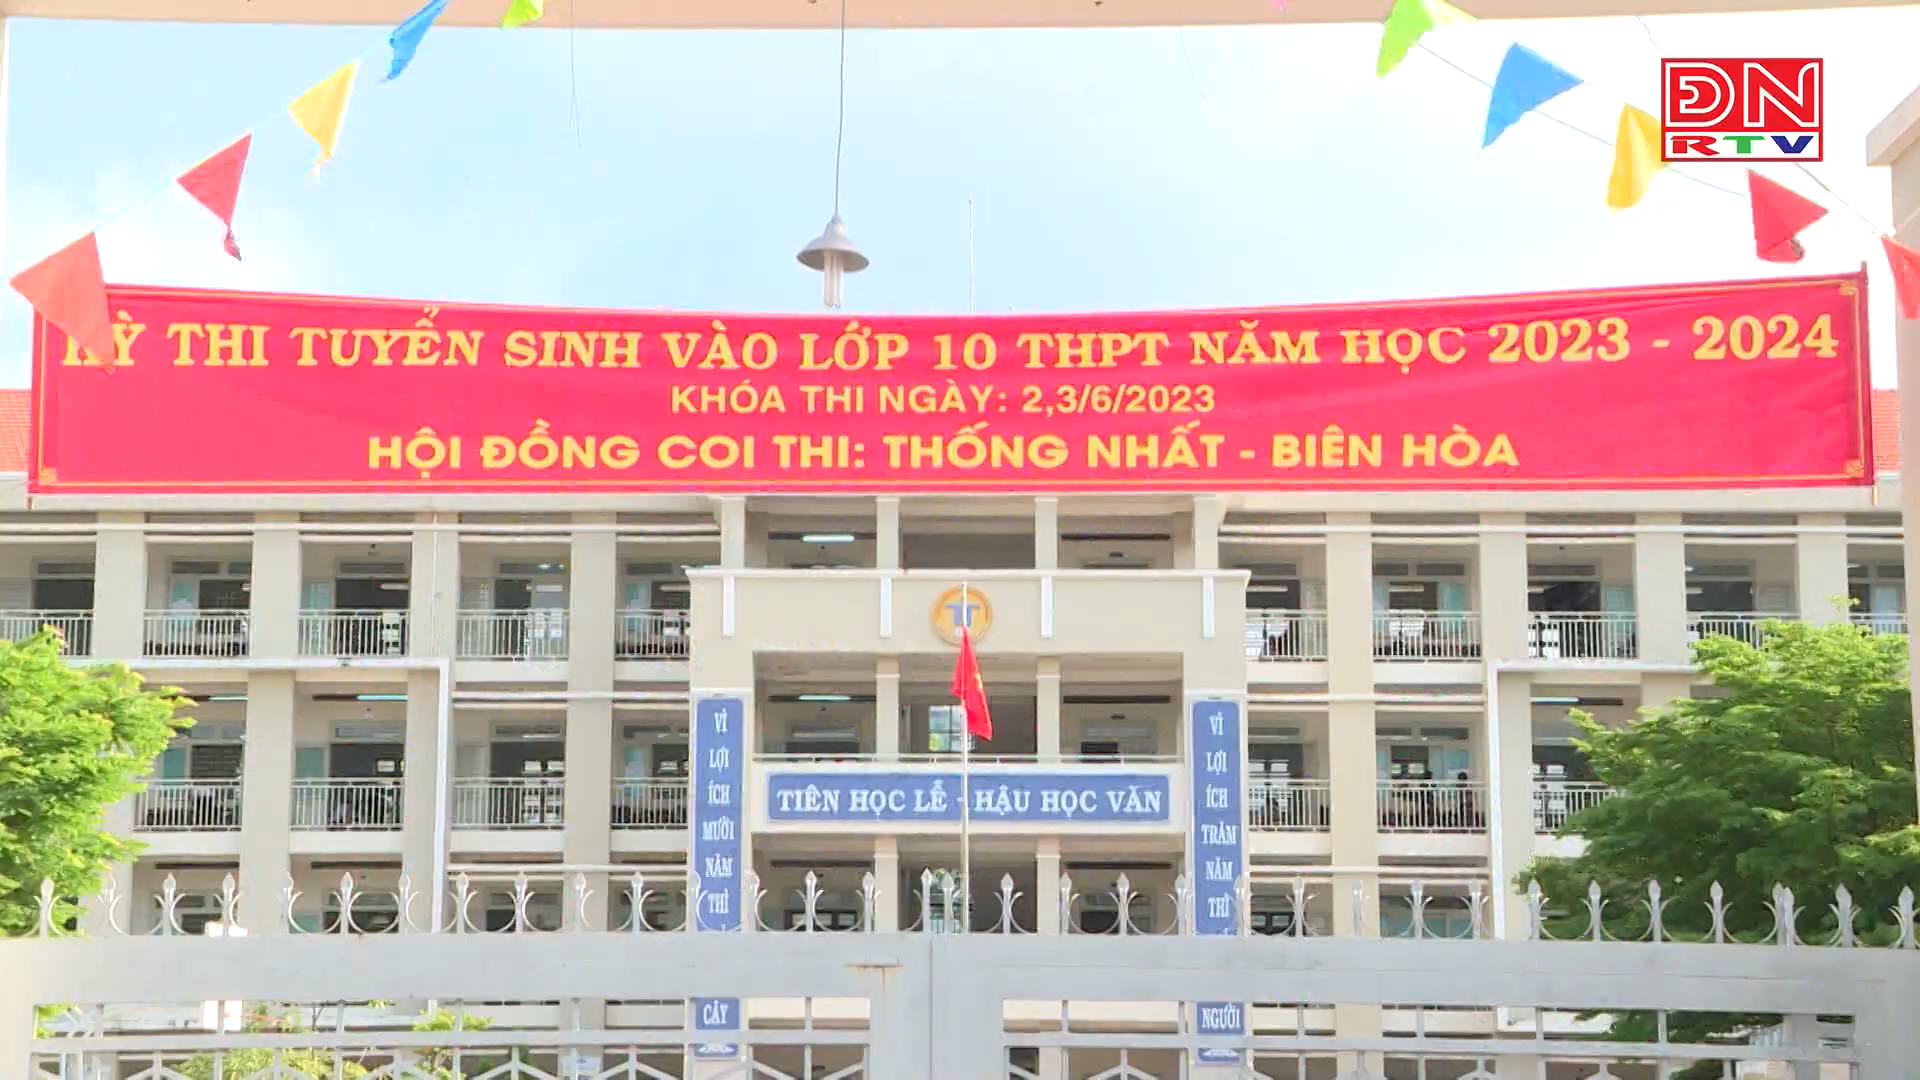 ĐN
RTV
KỲ THI TUYỂN SINH VÀO LỚP 10 THPT NĂM HỌC 2023 - 2024
KHÓA THI NGÀY: 2,3/6/2023
HỘI ĐỒNG COI THI: THỐNG NHẤT - BIÊN HÒA
TIÊN HỌC LỄ - HẬU HỌC VĂN
VÌ
LỢI
ÍCH
MƯỜI
NĂM
THÌ
CÂY
VÌ
LỢI
ÍCH
TRĂM
NĂM
THÌ
NGƯỜI